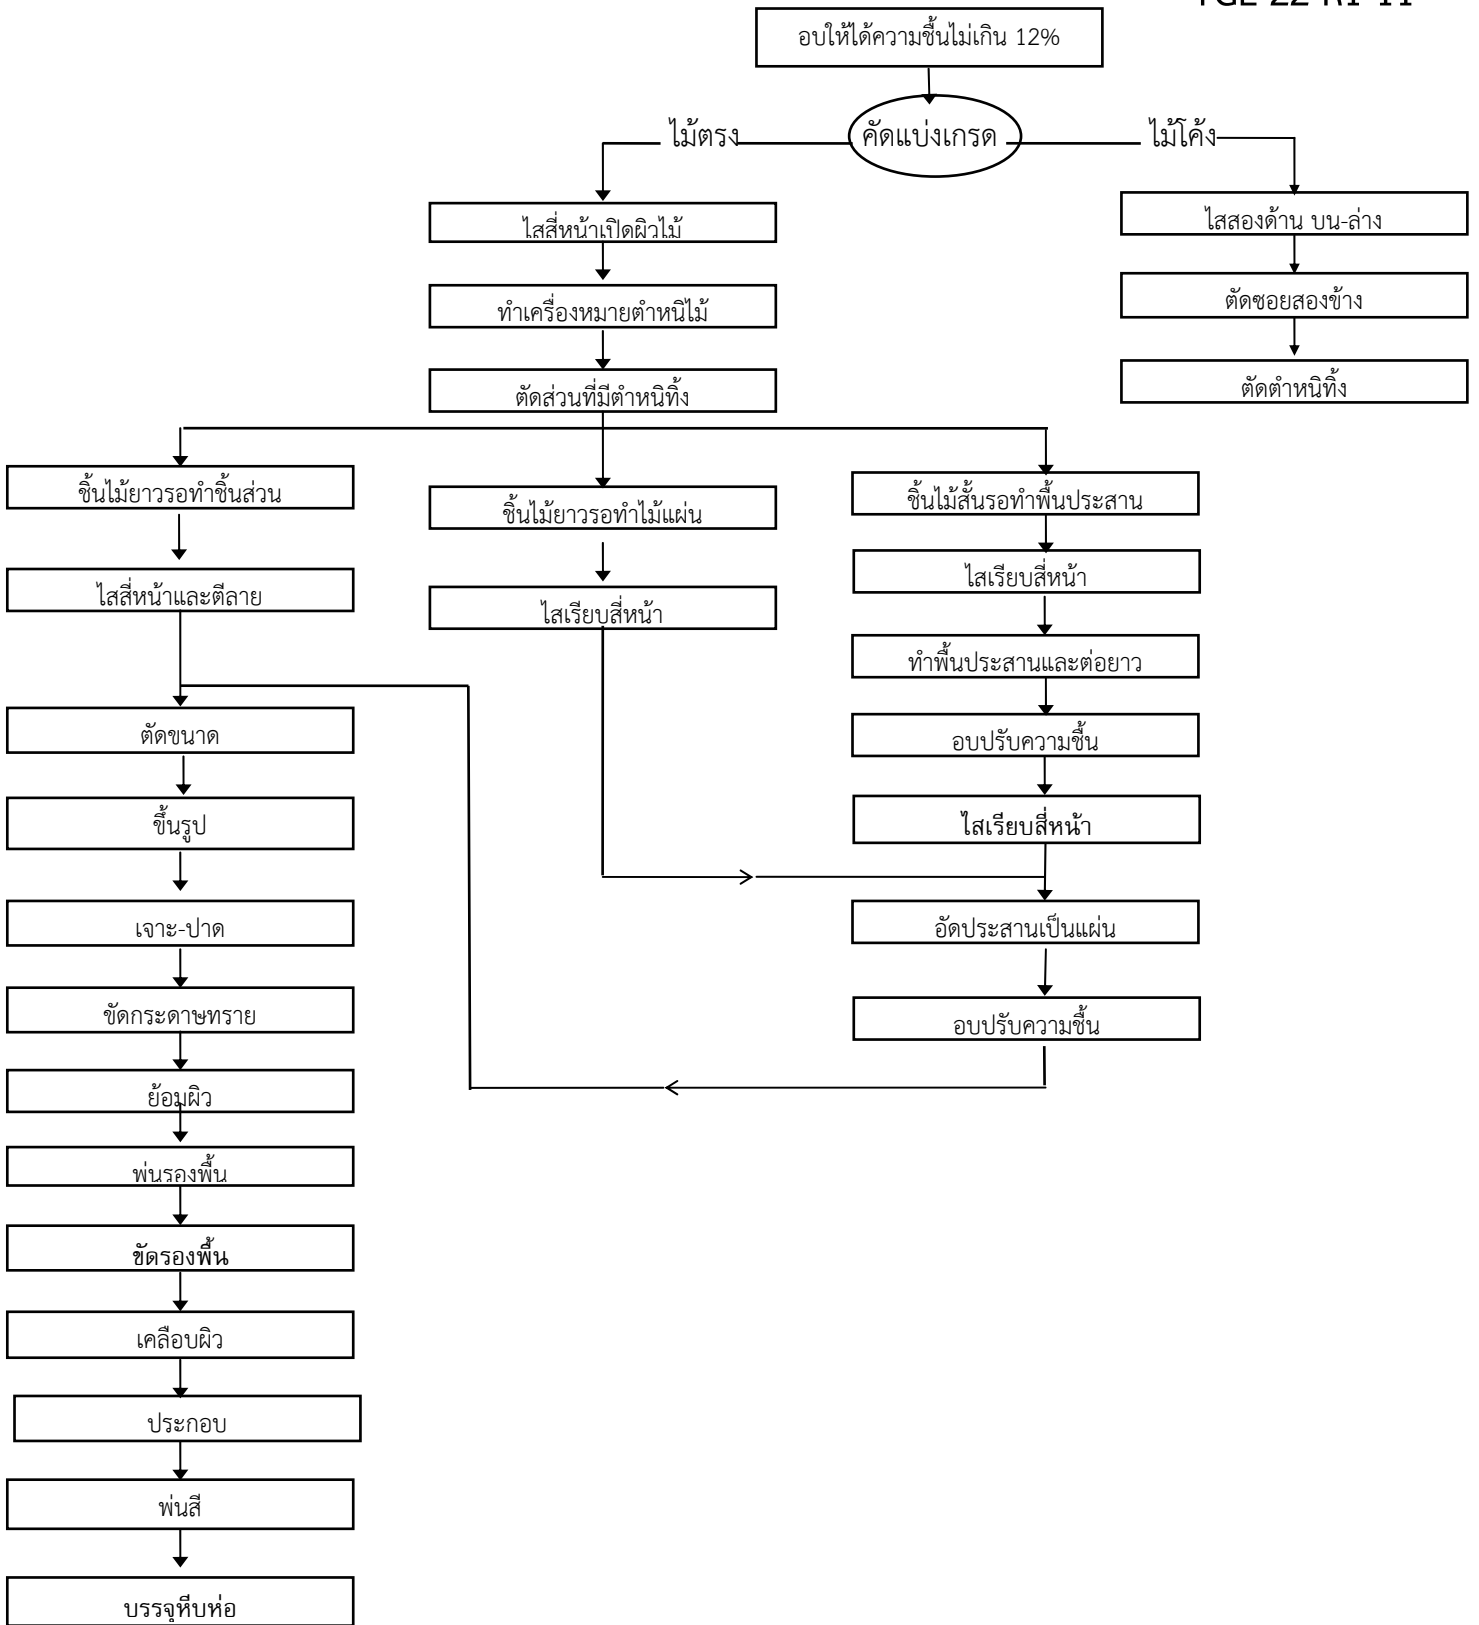 อบให้ได้ความชื้นไม่เกิน 12%
ไม้ตรง
คัดแบ่งเกรด
ไม้โค้ง
ไสสี่หน้าเปิดผิวไม้
ไสสองด้าน บน-ล่าง
ทำเครื่องหมายตำหนิไม้
ตัดซอยสองข้าง
ตัดส่วนที่มีตำหนิทิ้ง
ตัดตำหนิทิ้ง
ชิ้นไม้ยาวรอทำชิ้นส่วน
ชิ้นไม้ยาวรอทำไม้แผ่น
ชิ้นไม้สั้นรอทำพื้นประสาน
ไสสี่หน้าและตีลาย
ไสเรียบสี่หน้า
ไสเรียบสี่หน้า
ทำพื้นประสานและต่อยาว
ตัดขนาด
อบปรับความชื้น
ขึ้นรูป
ไสเรียบสี่หน้า
เจาะ-ปาด
อัดประสานเป็นแผ่น
ขัดกระดาษทราย
อบปรับความชื้น
ย้อมผิว
พ่นรองพื้น
ขัดรองพื้น
เคลือบผิว
ประกอบ
พ่นสี
บรรจุหีบห่อ